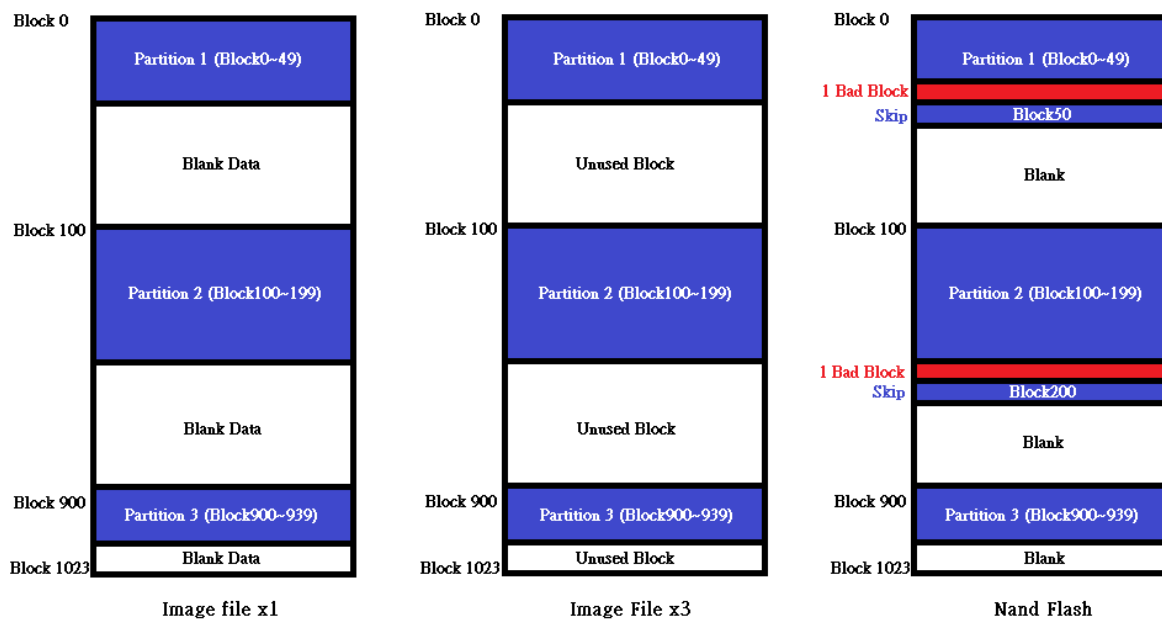 Block 0
Partition 1 (Block0~49)
Blank Data
Block 100
Partition 2 (Block100~199)
Blank Data
Block 900
Partition 3 (Block900~939)
Blank Data
Block 1023
Image file x1
Block 0
Partition 1 (Block0~49)
Unused Block
Block 100
Partition 2 (Block100~199)
Unused Block
Block 900
Partition 3 (Block900~939)
Unused Block
Block 1023
Image File x3
Block 0
Partition 1 (Block0~49)
1 Bad Block
Skip
Block50
Blank
Block 100
Partition 2 (Block100~199)
1 Bad Block
Skip
Block200
Blank
Block 900
Partition 3 (Block900~939)
Blank
Block 1023
Nand Flash